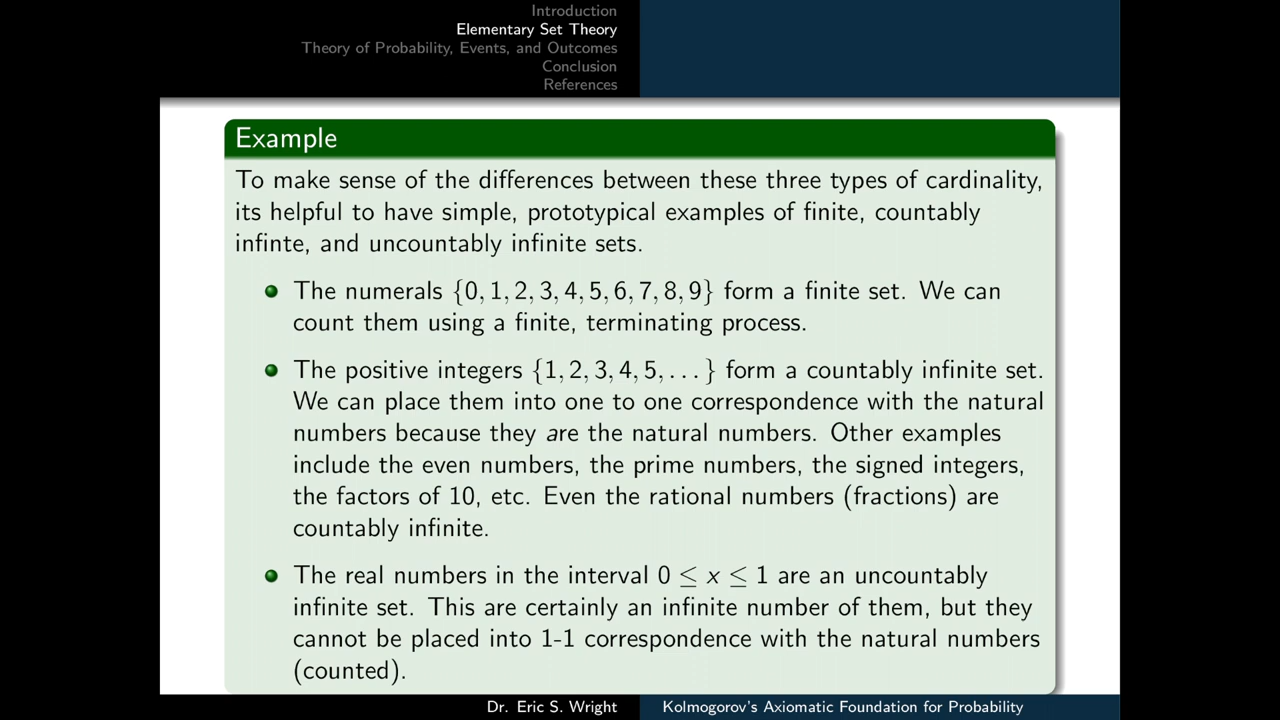 Introduction
Elementary Set Theory
Theory of Probability, Events, and Outcomes
Conclusion
References
Example
To make sense of the differences between these three types of cardinality,
its helpful to have simple, prototypical examples of finite, countably
infinte, and uncountably infinite sets.
The numerals {0, 1, 2, 3, 4, 5, 6, 7, 8, 9} form a finite set. We can
count them using a finite, terminating process.
The positive integers {1, 2, 3, 4, 5, . . . } form a countably infinite set.
We can place them into one to one correspondence with the natural
numbers because they are the natural numbers. Other examples
include the even numbers, the prime numbers, the signed integers,
the factors of 10, etc. Even the rational numbers (fractions) are
countably infinite.
The real numbers in the interval 0 ≤ x ≤ 1 are an uncountably
infinite set. This are certainly an infinite number of them, but they
cannot be placed into 1-1 correspondence with the natural numbers
(counted).
Dr. Eric S. Wright
Kolmogorov's Axiomatic Foundation for Probability